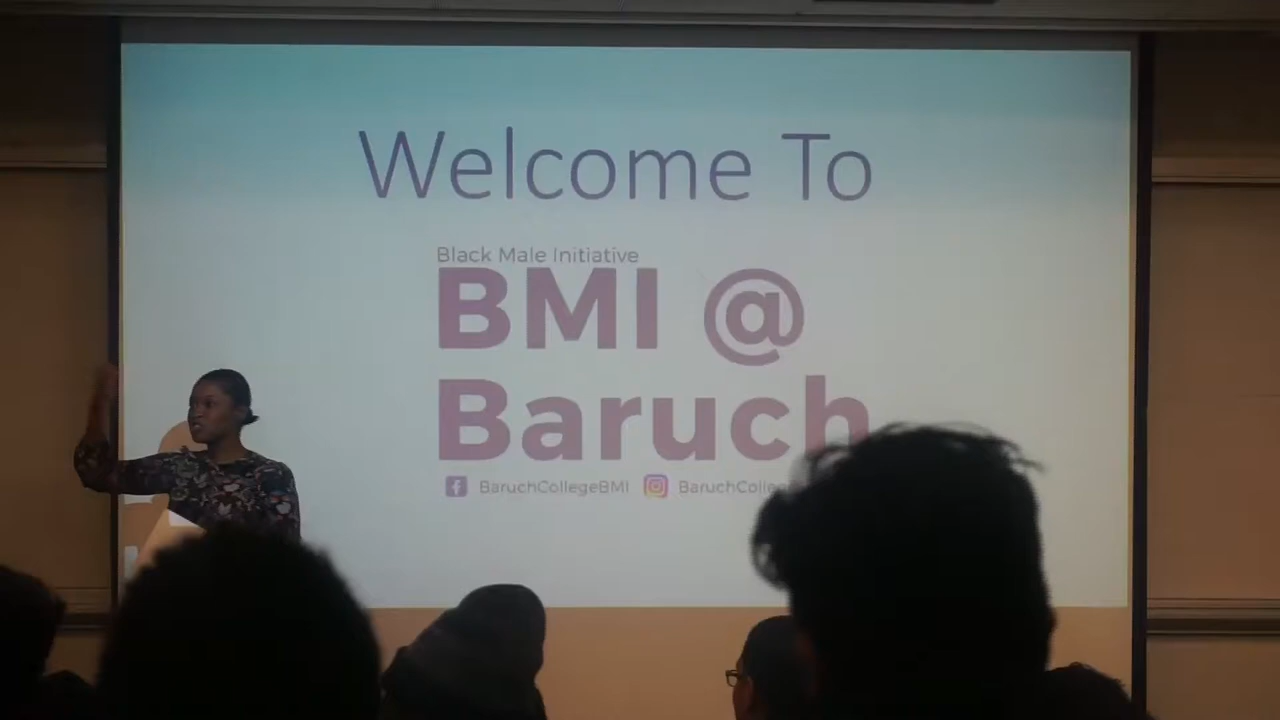 Welcome To
Black Male Initiative
BMI @
Baruch
BaruchCollegeBMI